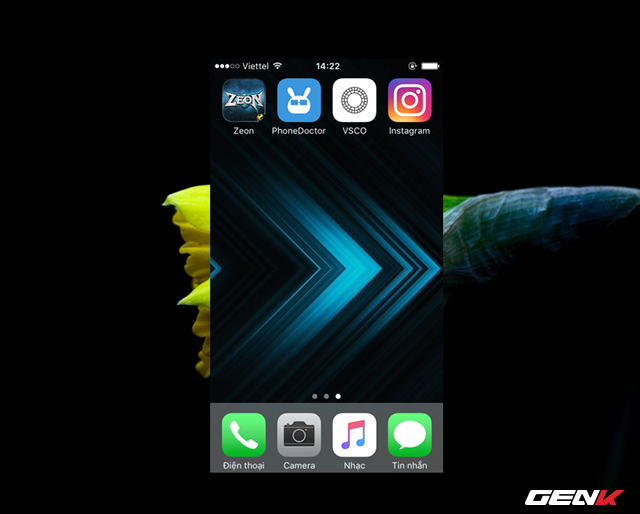 Viettel 14:22
ZEON
Zeon PhoneDoctor VSCO Instagram
Điện thoại Camera Nhạc Tin nhắn
GENK